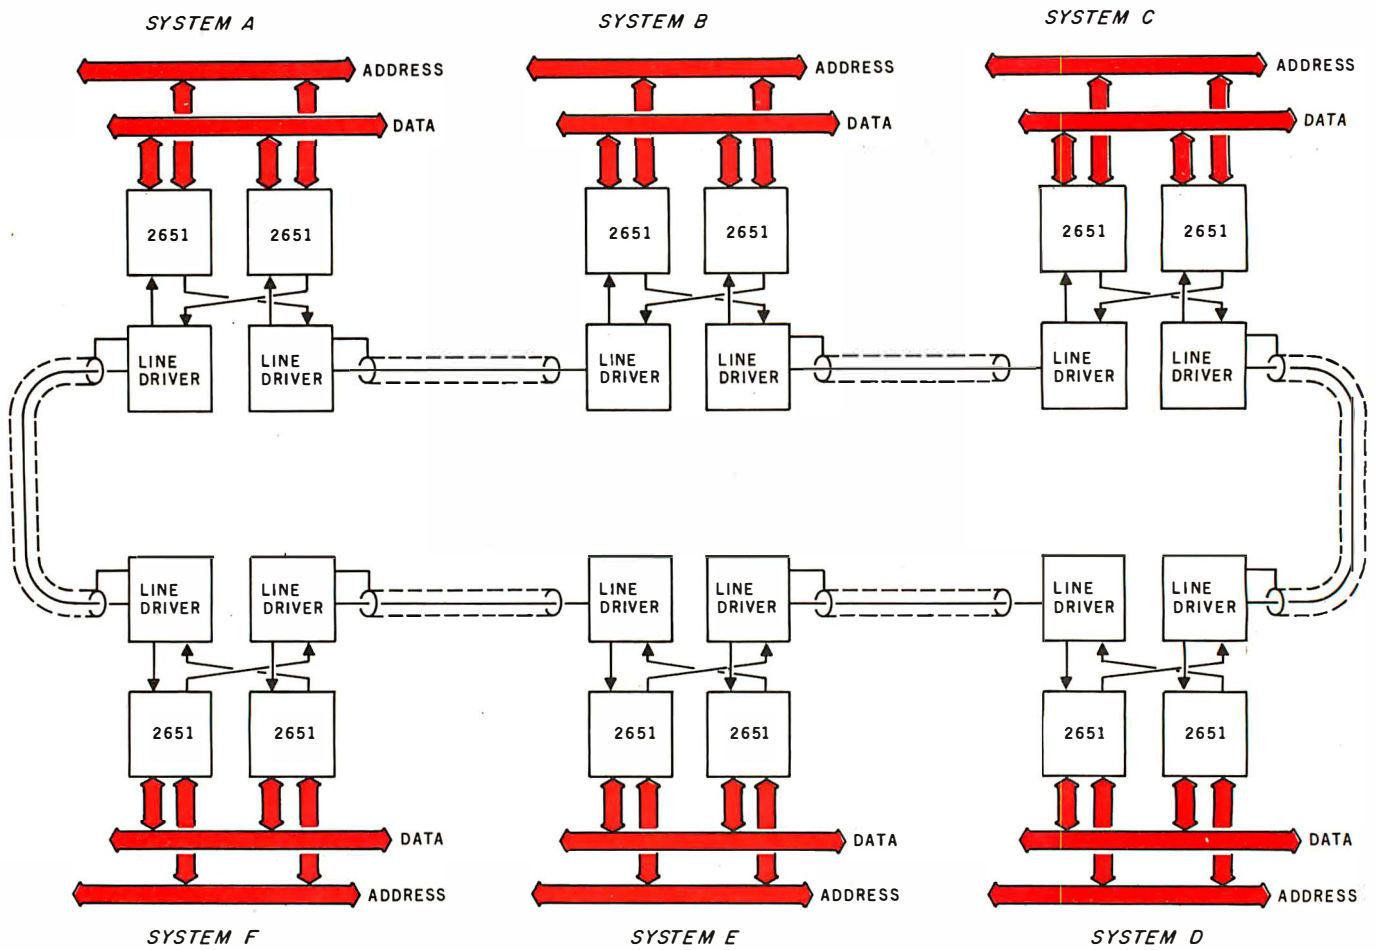 SYSTEM A
SYSTEM B
SYSTEM C
ADDRESS
ADDRESS
ADDRESS
DATA
DATA
DATA
2651
2651
2651
2651
2651
2651
LINE
DRIVER
LINE
DRIVER
LINE
DRIVER
LINE
DRIVER
LINE
DRIVER
LINE
DRIVER
LINE
DRIVER
LINE
DRIVER
LINE
DRIVER
LINE
DRIVER
LINE
DRIVER
LINE
DRIVER
2651
2651
2651
2651
2651
2651
DATA
DATA
DATA
ADDRESS
ADDRESS
ADDRESS
SYSTEM F
SYSTEM E
SYSTEM D